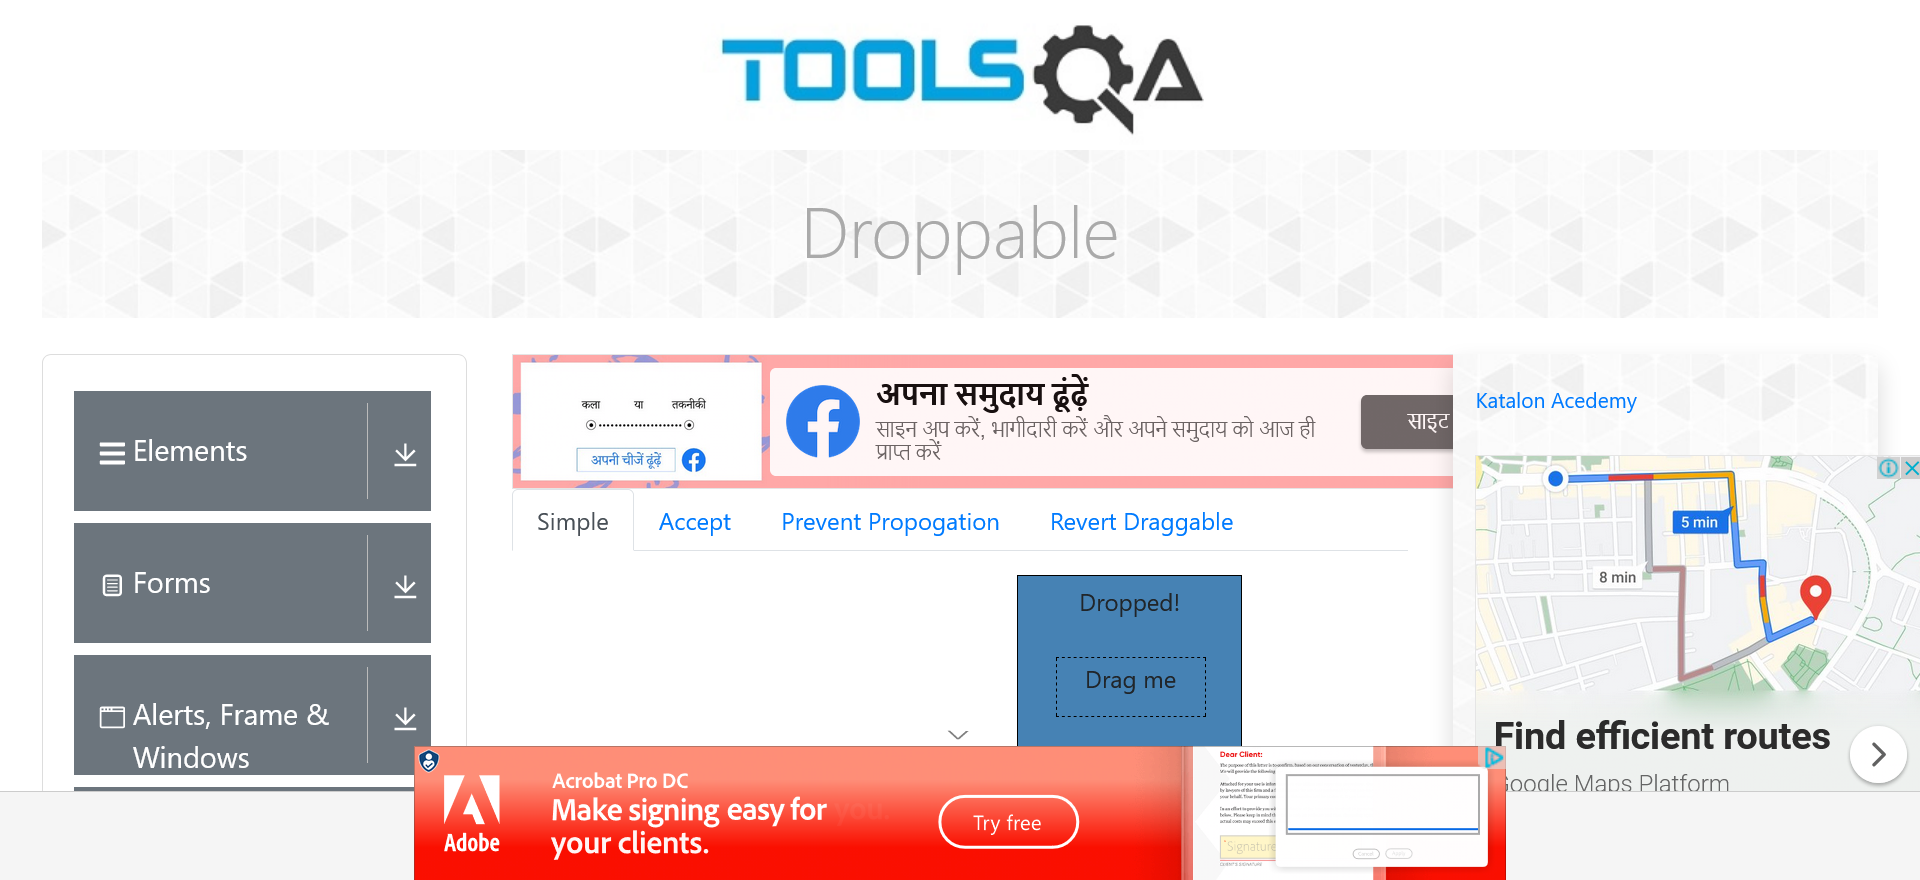 TOOLSQA
Droppable
Elements
Forms
Alerts, Frame &
Windows
कला या तकनीकी
अपनी चीजें ढूंढ़ें
अपना समुदाय ढूंढ़ें
साइन अप करें, भागीदारी करें और अपने समुदाय को आज ही
प्राप्त करें
साइट
Simple
Accept
Prevent Propogation
Revert Draggable
Dropped!
Drag me
Katalon Acedemy
5 min
8 min
Find efficient routes
Google Maps Platform
Adobe
Acrobat Pro DC
Make signing easy for you.
your clients.
Try free
Dear Client:
Signature